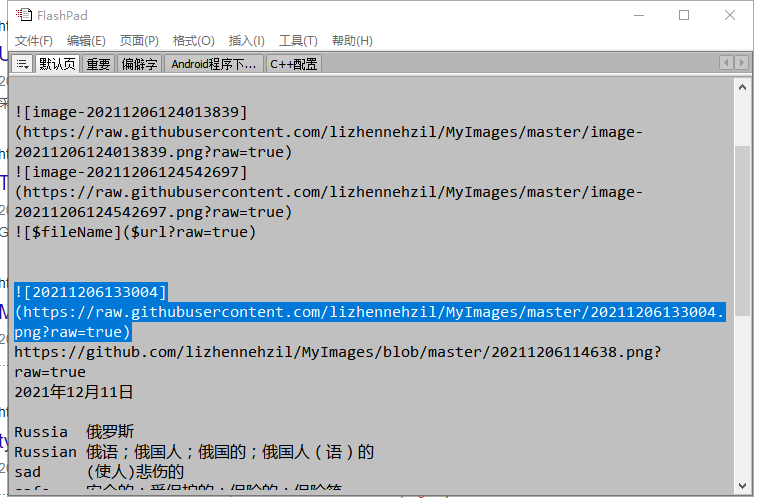 FlashPad
文件(F) 编辑(E) 页面(P) 格式(O) 插入(I) 工具(T) 帮助(H)
默认页 重要 偏僻字 Android程序下... C++配置
![image-20211206124013839]
(https://raw.githubusercontent.com/lizhennehzil/MyImages/master/image-
20211206124013839.png?raw=true)
![image-20211206124542697]
(https://raw.githubusercontent.com/lizhennehzil/MyImages/master/image-
20211206124542697.png?raw=true)
![$fileName]($url?raw=true)
![20211206133004]
(https://raw.githubusercontent.com/lizhennehzil/MyImages/master/20211206133004.
png?raw=true)
https://github.com/lizhennehzil/MyImages/blob/master/20211206114638.png?
raw=true
2021年12月11日
Russia 俄罗斯
Russian 俄语；俄国人；俄国的；俄国人（语）的
sad (使人)悲伤的